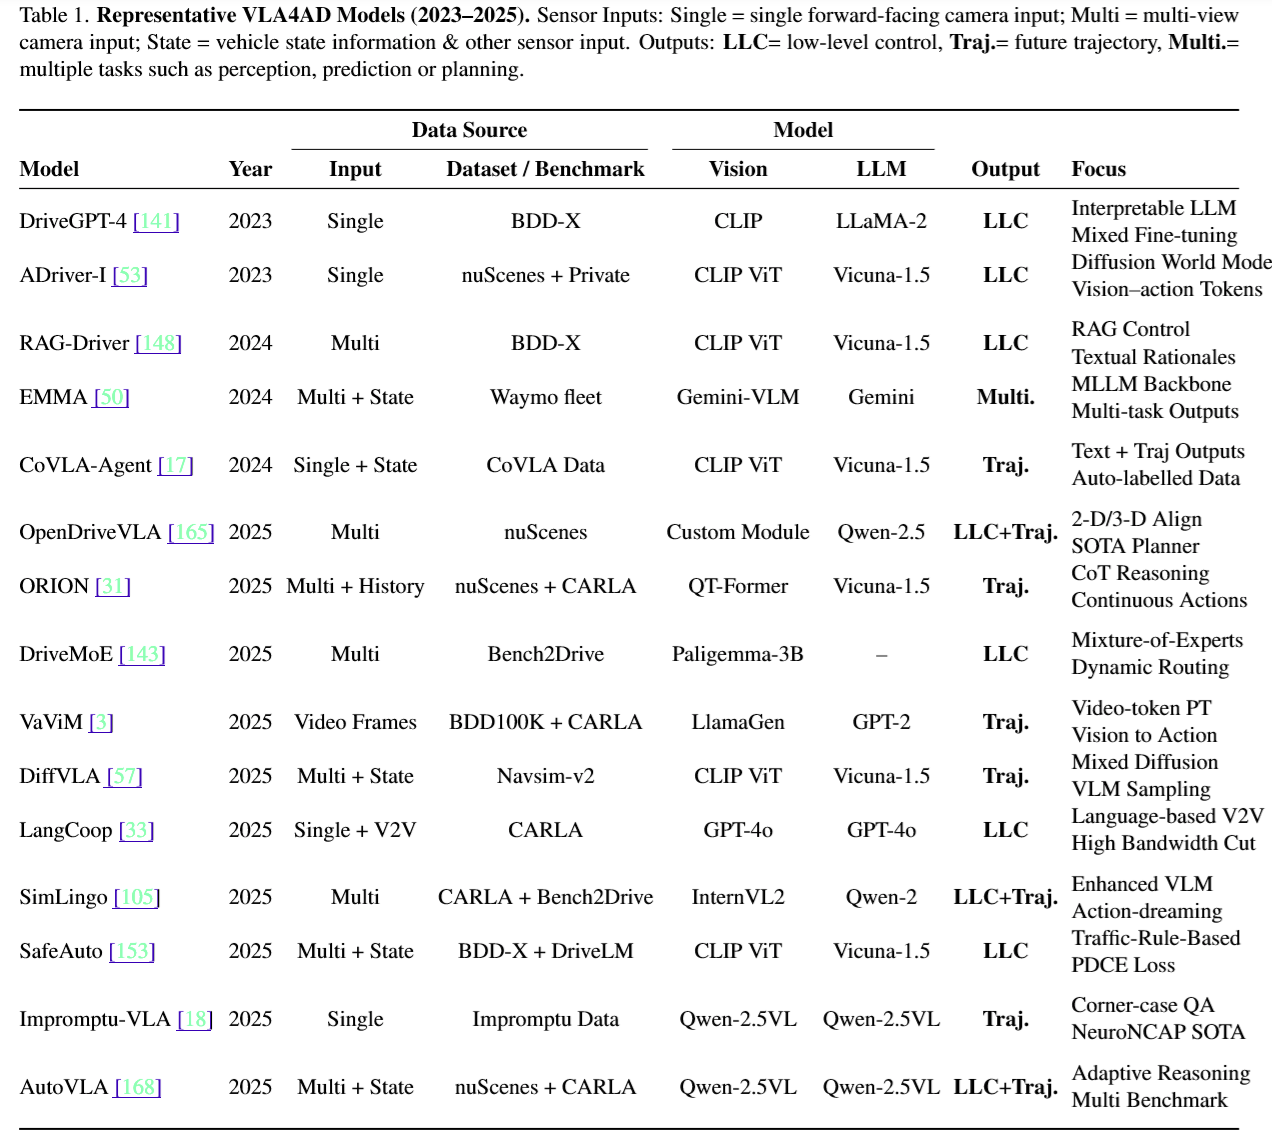 Table 1. Representative VLA4AD Models (2023–2025). Sensor Inputs: Single = single forward-facing camera input; Multi = multi-view
camera input; State = vehicle state information & other sensor input. Outputs: LLC= low-level control, Traj.= future trajectory, Multi.=
multiple tasks such as perception, prediction or planning.
Data Source Model
Model Year Input Dataset / Benchmark Vision LLM Output Focus
DriveGPT-4 [141] 2023 Single BDD-X CLIP LLaMA-2 LLC Interpretable LLM
Mixed Fine-tuning
ADriver-I [53] 2023 Single nuScenes + Private CLIP ViT Vicuna-1.5 LLC Diffusion World Mode
Vision–action Tokens
RAG-Driver [148] 2024 Multi BDD-X CLIP ViT Vicuna-1.5 LLC RAG Control
Textual Rationales
EMMA [50] 2024 Multi + State Waymo fleet Gemini-VLM Gemini Multi. MLLM Backbone
Multi-task Outputs
CoVLA-Agent [17] 2024 Single + State CoVLA Data CLIP ViT Vicuna-1.5 Traj. Text + Traj Outputs
Auto-labelled Data
OpenDriveVLA [165] 2025 Multi nuScenes Custom Module Qwen-2.5 LLC+Traj. 2-D/3-D Align
SOTA Planner
ORION [31] 2025 Multi + History nuScenes + CARLA QT-Former Vicuna-1.5 Traj. CoT Reasoning
Continuous Actions
DriveMoE [143] 2025 Multi Bench2Drive Paligemma-3B – LLC Mixture-of-Experts
Dynamic Routing
VaViM [3] 2025 Video Frames BDD100K + CARLA LlamaGen GPT-2 Traj. Video-token PT
Vision to Action
DiffVLA [57] 2025 Multi + State Navsim-v2 CLIP ViT Vicuna-1.5 Traj. Mixed Diffusion
VLM Sampling
LangCoop [33] 2025 Single + V2V CARLA GPT-4o GPT-4o LLC Language-based V2V
High Bandwidth Cut
SimLingo [105] 2025 Multi CARLA + Bench2Drive InternVL2 Qwen-2 LLC+Traj. Enhanced VLM
Action-dreaming
SafeAuto [153] 2025 Multi + State BDD-X + DriveLM CLIP ViT Vicuna-1.5 LLC Traffic-Rule-Based
PDCE Loss
Impromptu-VLA [18] 2025 Single Impromptu Data Qwen-2.5VL Qwen-2.5VL Traj. Corner-case QA
NeuroNCAP SOTA
AutoVLA [168] 2025 Multi + State nuScenes + CARLA Qwen-2.5VL Qwen-2.5VL LLC+Traj. Adaptive Reasoning
Multi Benchmark